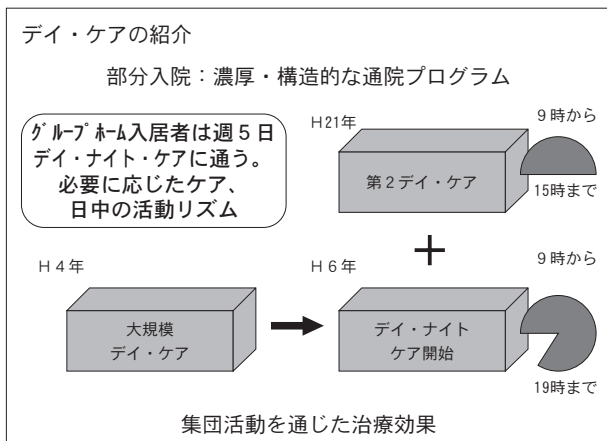 デイ・ケアの紹介
部分入院：濃厚・構造的な通院プログラム
グループホーム入居者は週５日
デイ・ナイト・ケアに通う。
必要に応じたケア、
日中の活動リズム
H21年
９時から
第２デイ・ケア
15時まで
＋
H４年
H６年
９時から
大規模
デイ・ケア
デイ・ナイト
ケア開始
19時まで
集団活動を通じた治療効果